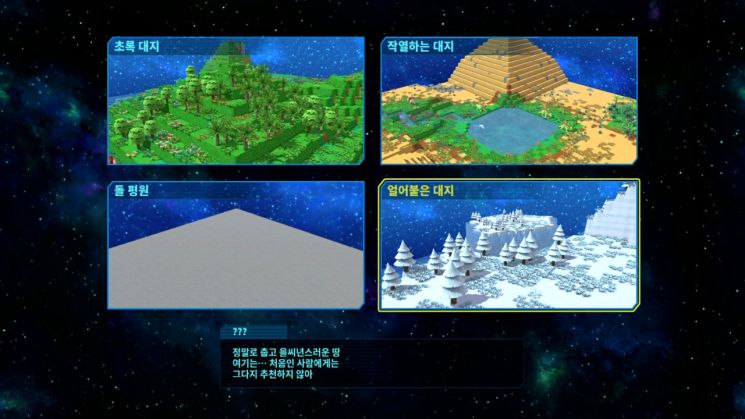 초록 대지
작열하는 대지
돌 평원
얼어붙은 대지
???
정말로 춥고 을씨년스러운 땅
여기는… 처음인 사람에게는
그다지 추천하지 않아